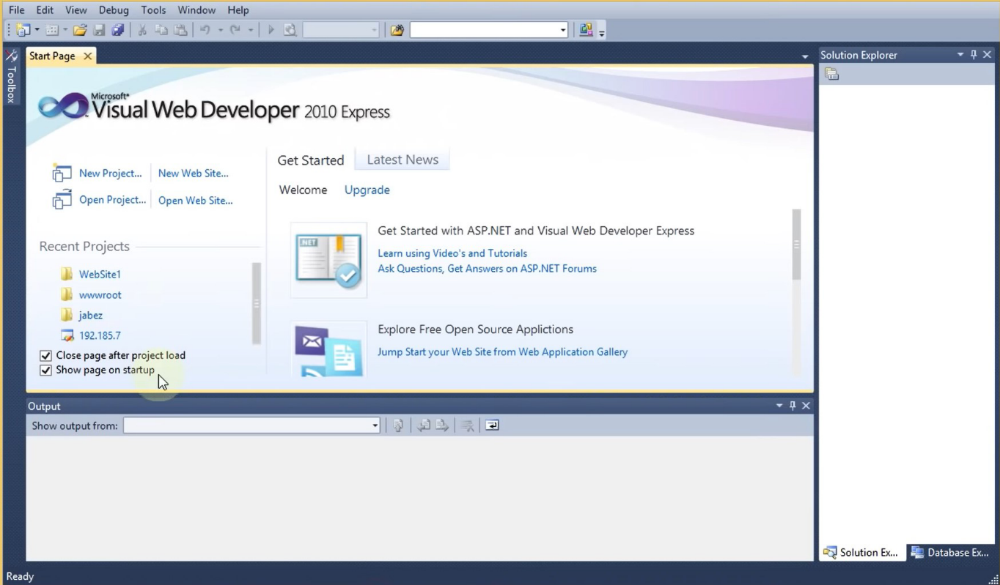 File Edit View Debug Tools Window Help
Start Page
Solution Explorer
Toolbox
Microsoft®
Visual Web Developer 2010 Express
Get Started Latest News
New Project... New Web Site...
Welcome Upgrade
Open Project... Open Web Site...
Get Started with ASP.NET and Visual Web Developer Express
Recent Projects
.NET
Learn using Video's and Tutorials
Ask Questions, Get Answers on ASP.NET Forums
WebSite1
wwwroot
jabez
192.185.7
Explore Free Open Source Applictions
Jump Start your Web Site from Web Application Gallery
Close page after project load
Show page on startup
Output
Show output from:
Solution Ex... Database Ex...
Ready